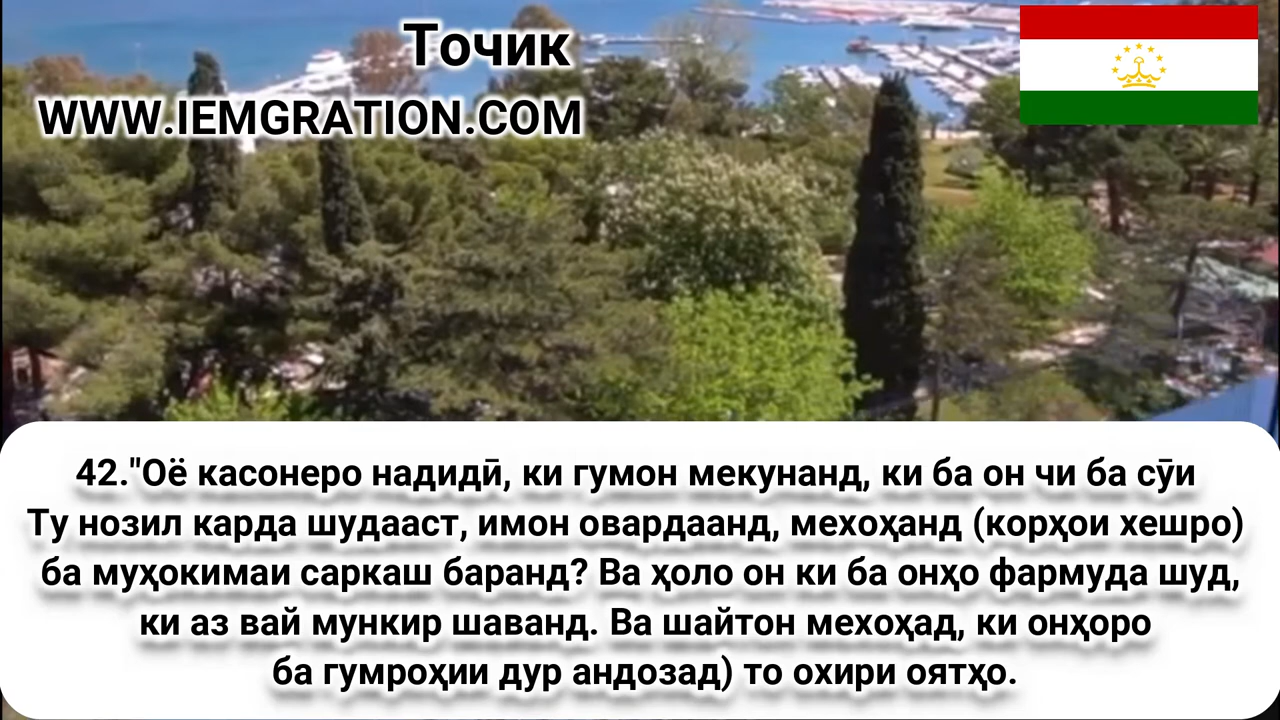 Точик
WWW.IEMGRATION.COM
42."Оё касонеро надидӣ, ки гумон мекунанд, ки ба он чи ба сӯи
Ту нозил карда шудааст, имон овардаанд, мехоҳанд (корҳои хешро)
ба муҳокимаи саркаш баранд? Ва ҳоло он ки ба онҳо фармуда шуд,
ки аз вай мункир шаванд. Ва шайтон мехоҳад, ки онҳоро
ба гумроҳии дур андозад) то охири оятҳо.